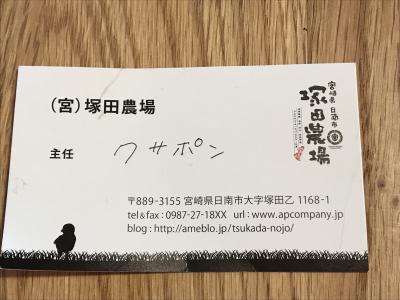 宮崎県 日南市
塚田農場
(宮)塚田農場
主任 クサポン
〒889-3155 宮崎県日南市大字塚田乙 1168-1
tel & fax : 0987-27-18XX url : www.apcompany.jp
blog : http://ameblo.jp/tsukada-nojo/